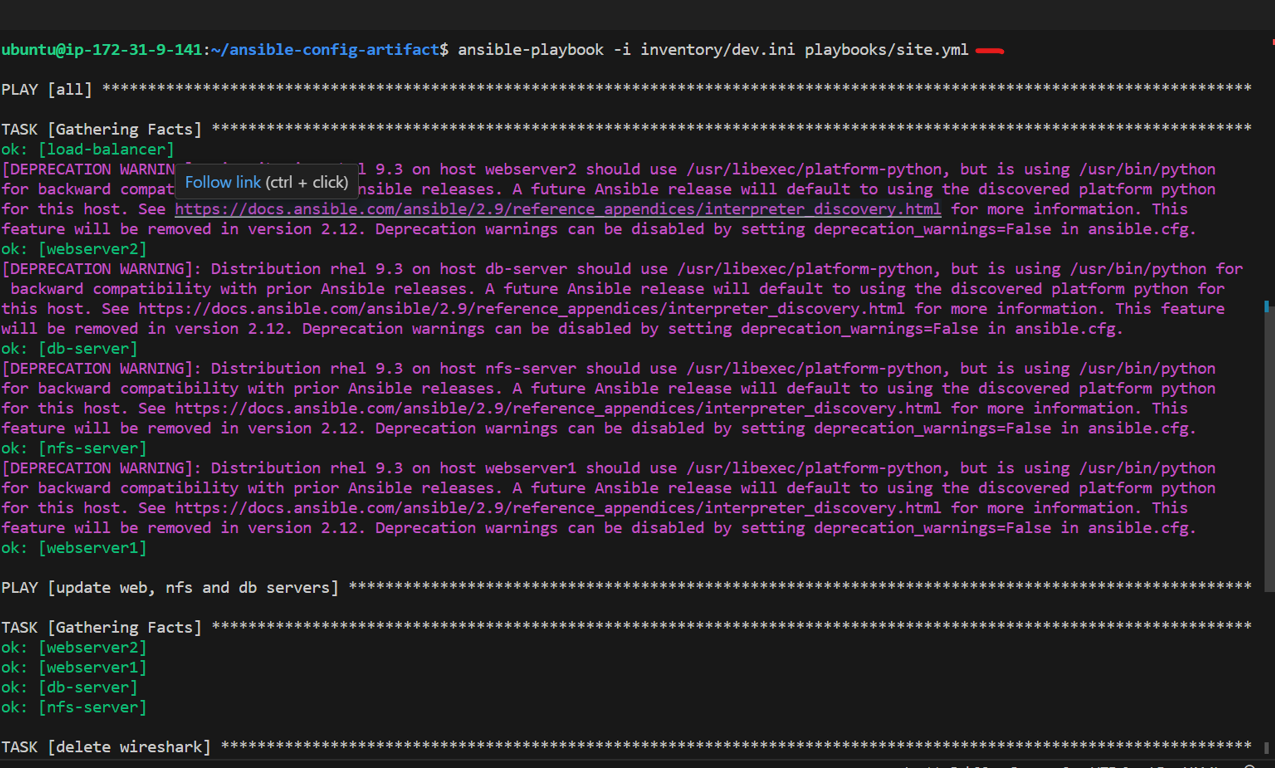 ubuntu@ip-172-31-9-141:~/ansible-config-artifact$ ansible-playbook -i inventory/dev.ini playbooks/site.yml
PLAY [all] ******************************************************************************************************************************
TASK [Gathering Facts] ******************************************************************************************************************
ok: [load-balancer]
[DEPRECATION WARNIN 9.3 on host webserver2 should use /usr/libexec/platform-python, but is using /usr/bin/python
Follow link (ctrl + click)
for backward compat nsible releases. A future Ansible release will default to using the discovered platform python
for this host. See https://docs.ansible.com/ansible/2.9/reference_appendices/interpreter_discovery.html for more information. This
feature will be removed in version 2.12. Deprecation warnings can be disabled by setting deprecation_warnings=False in ansible.cfg.
ok: [webserver2]
[DEPRECATION WARNING]: Distribution rhel 9.3 on host db-server should use /usr/libexec/platform-python, but is using /usr/bin/python for
backward compatibility with prior Ansible releases. A future Ansible release will default to using the discovered platform python for
this host. See https://docs.ansible.com/ansible/2.9/reference_appendices/interpreter_discovery.html for more information. This feature
will be removed in version 2.12. Deprecation warnings can be disabled by setting deprecation_warnings=False in ansible.cfg.
ok: [db-server]
[DEPRECATION WARNING]: Distribution rhel 9.3 on host nfs-server should use /usr/libexec/platform-python, but is using /usr/bin/python
for backward compatibility with prior Ansible releases. A future Ansible release will default to using the discovered platform python
for this host. See https://docs.ansible.com/ansible/2.9/reference_appendices/interpreter_discovery.html for more information. This
feature will be removed in version 2.12. Deprecation warnings can be disabled by setting deprecation_warnings=False in ansible.cfg.
ok: [nfs-server]
[DEPRECATION WARNING]: Distribution rhel 9.3 on host webserver1 should use /usr/libexec/platform-python, but is using /usr/bin/python
for backward compatibility with prior Ansible releases. A future Ansible release will default to using the discovered platform python
for this host. See https://docs.ansible.com/ansible/2.9/reference_appendices/interpreter_discovery.html for more information. This
feature will be removed in version 2.12. Deprecation warnings can be disabled by setting deprecation_warnings=False in ansible.cfg.
ok: [webserver1]
PLAY [update web, nfs and db servers] ***************************************************************************************************
TASK [Gathering Facts] ******************************************************************************************************************
ok: [webserver2]
ok: [webserver1]
ok: [db-server]
ok: [nfs-server]
TASK [delete wireshark] *****************************************************************************************************************